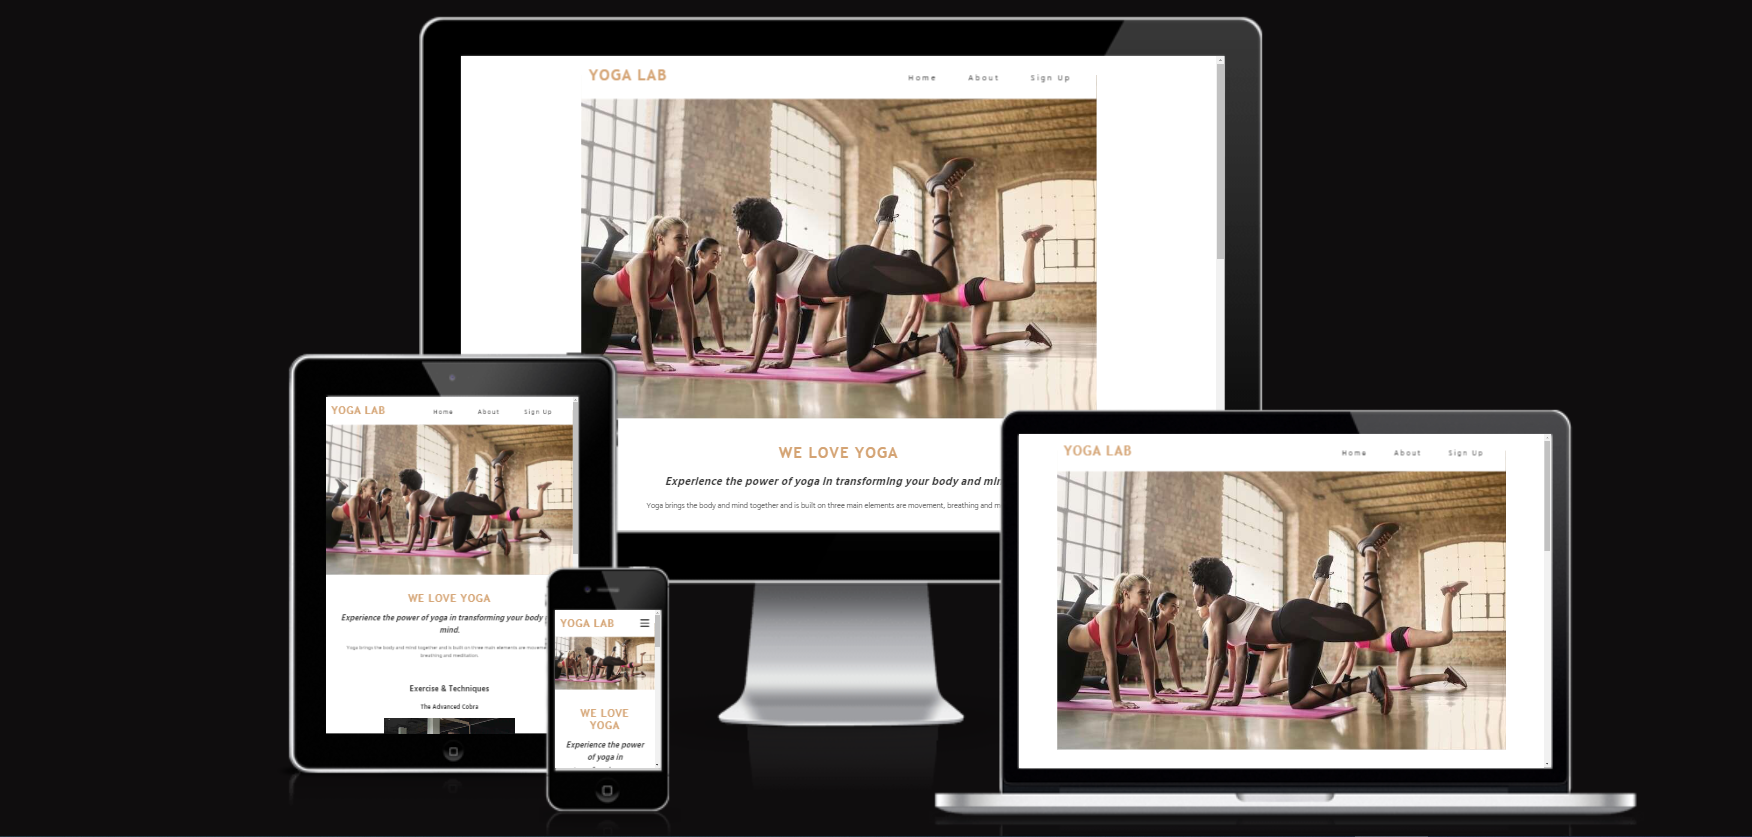 YOGA LAB
Home About Sign Up
WE LOVE YOGA
Experience the power of yoga in transforming your body and min
Yoga brings the body and mind together and is built on three main elements are movement, breathing and m
YOGA LAB
Home About Sign Up
WE LOVE YOGA
Experience the power of yoga in transforming your body
mind.
Yoga brings the body and mind together and is built on three main elements are moveme
breathing and meditation.
Exercise & Techniques
The Advanced Cobra
YOGA LAB
WE LOVE
YOGA
Experience the power
of yoga in
YOGA LAB
Home About Sign Up